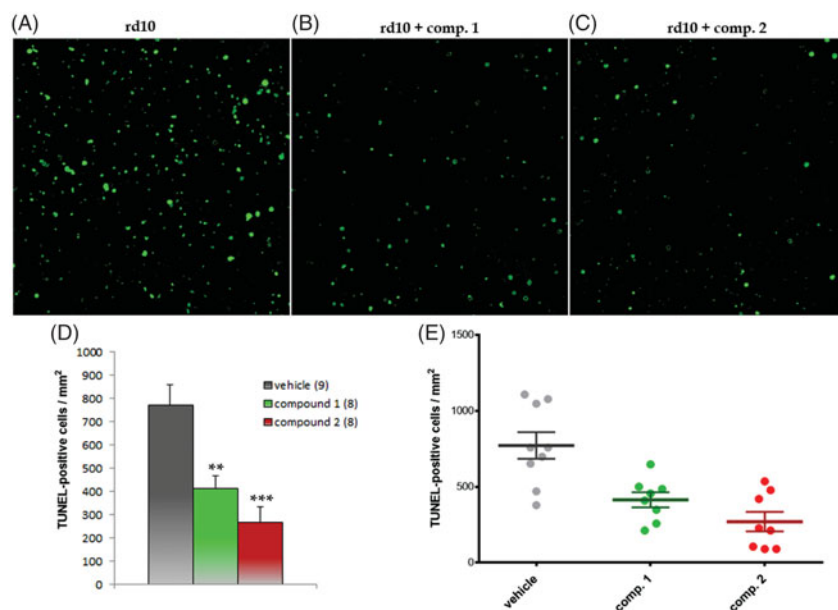 (A) rd10
(B) rd10 + comp. 1
(C) rd10 + comp. 2
(D)
TUNEL-positive cells / mm²
1000
900
800
700
600
500
400
300
200
100
0
**
***
vehicle (9)
compound 1 (8)
compound 2 (8)
(E)
TUNEL-positive cells / mm²
1500
1000
500
0
vehicle
comp. 1
comp. 2